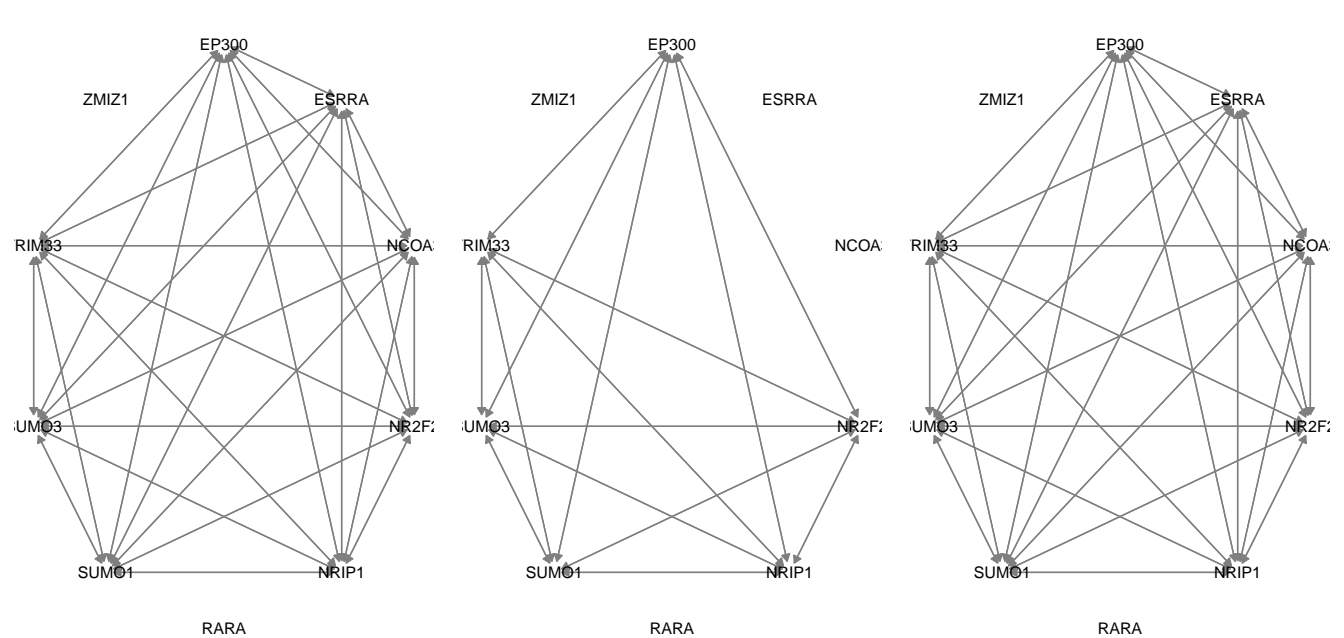 EP300 EP300 EP300
ZMIZ1 ESRRA ZMIZ1 ESRRA ZMIZ1 ESRRA
RIM33 NCOA RIM33 NCOA RIM33 NCOA
UMO3 NR2F2 UMO3 NR2F2 UMO3 NR2F2
SUMO1 NRIP1 SUMO1 NRIP1 SUMO1 NRIP1
RARA RARA RARA